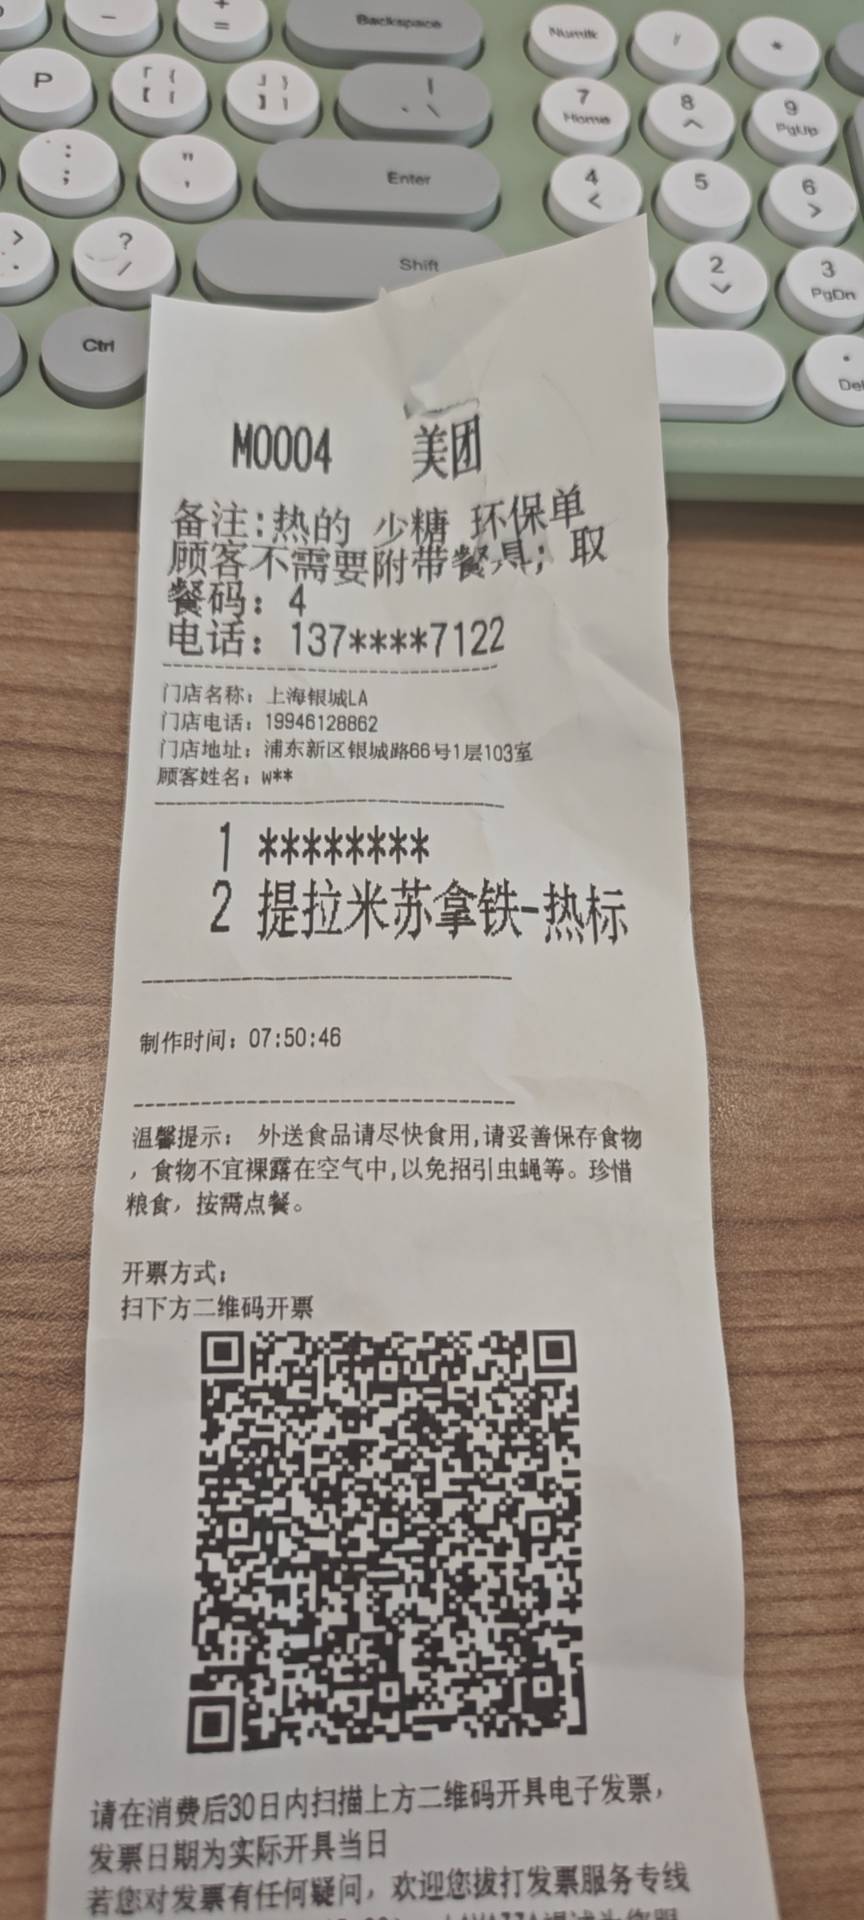 Backspace
Numlk
P
7 Home
8
9 PgUp
Enter
4
5
6
Shift
2
3 PgDn
Ctrl
M0004 美团
备注:热的 少糖 环保单
顾客不需要附带餐具; 取
餐码: 4
电话: 137****7122
门店名称: 上海银城LA
门店电话: 19946128862
门店地址: 浦东新区银城路66号1层103室
顾客姓名: w**
1 ********
2 提拉米苏拿铁-热标
制作时间: 07:50:46
温馨提示: 外送食品请尽快食用,请妥善保存食物
, 食物不宜裸露在空气中,以免招引虫蝇等。珍惜
粮食, 按需点餐。
开票方式:
扫下方二维码开票
请在消费后30日内扫描上方二维码开具电子发票,
发票日期为实际开具当日
若您对发票有任何疑问, 欢迎您拔打发票服务专线